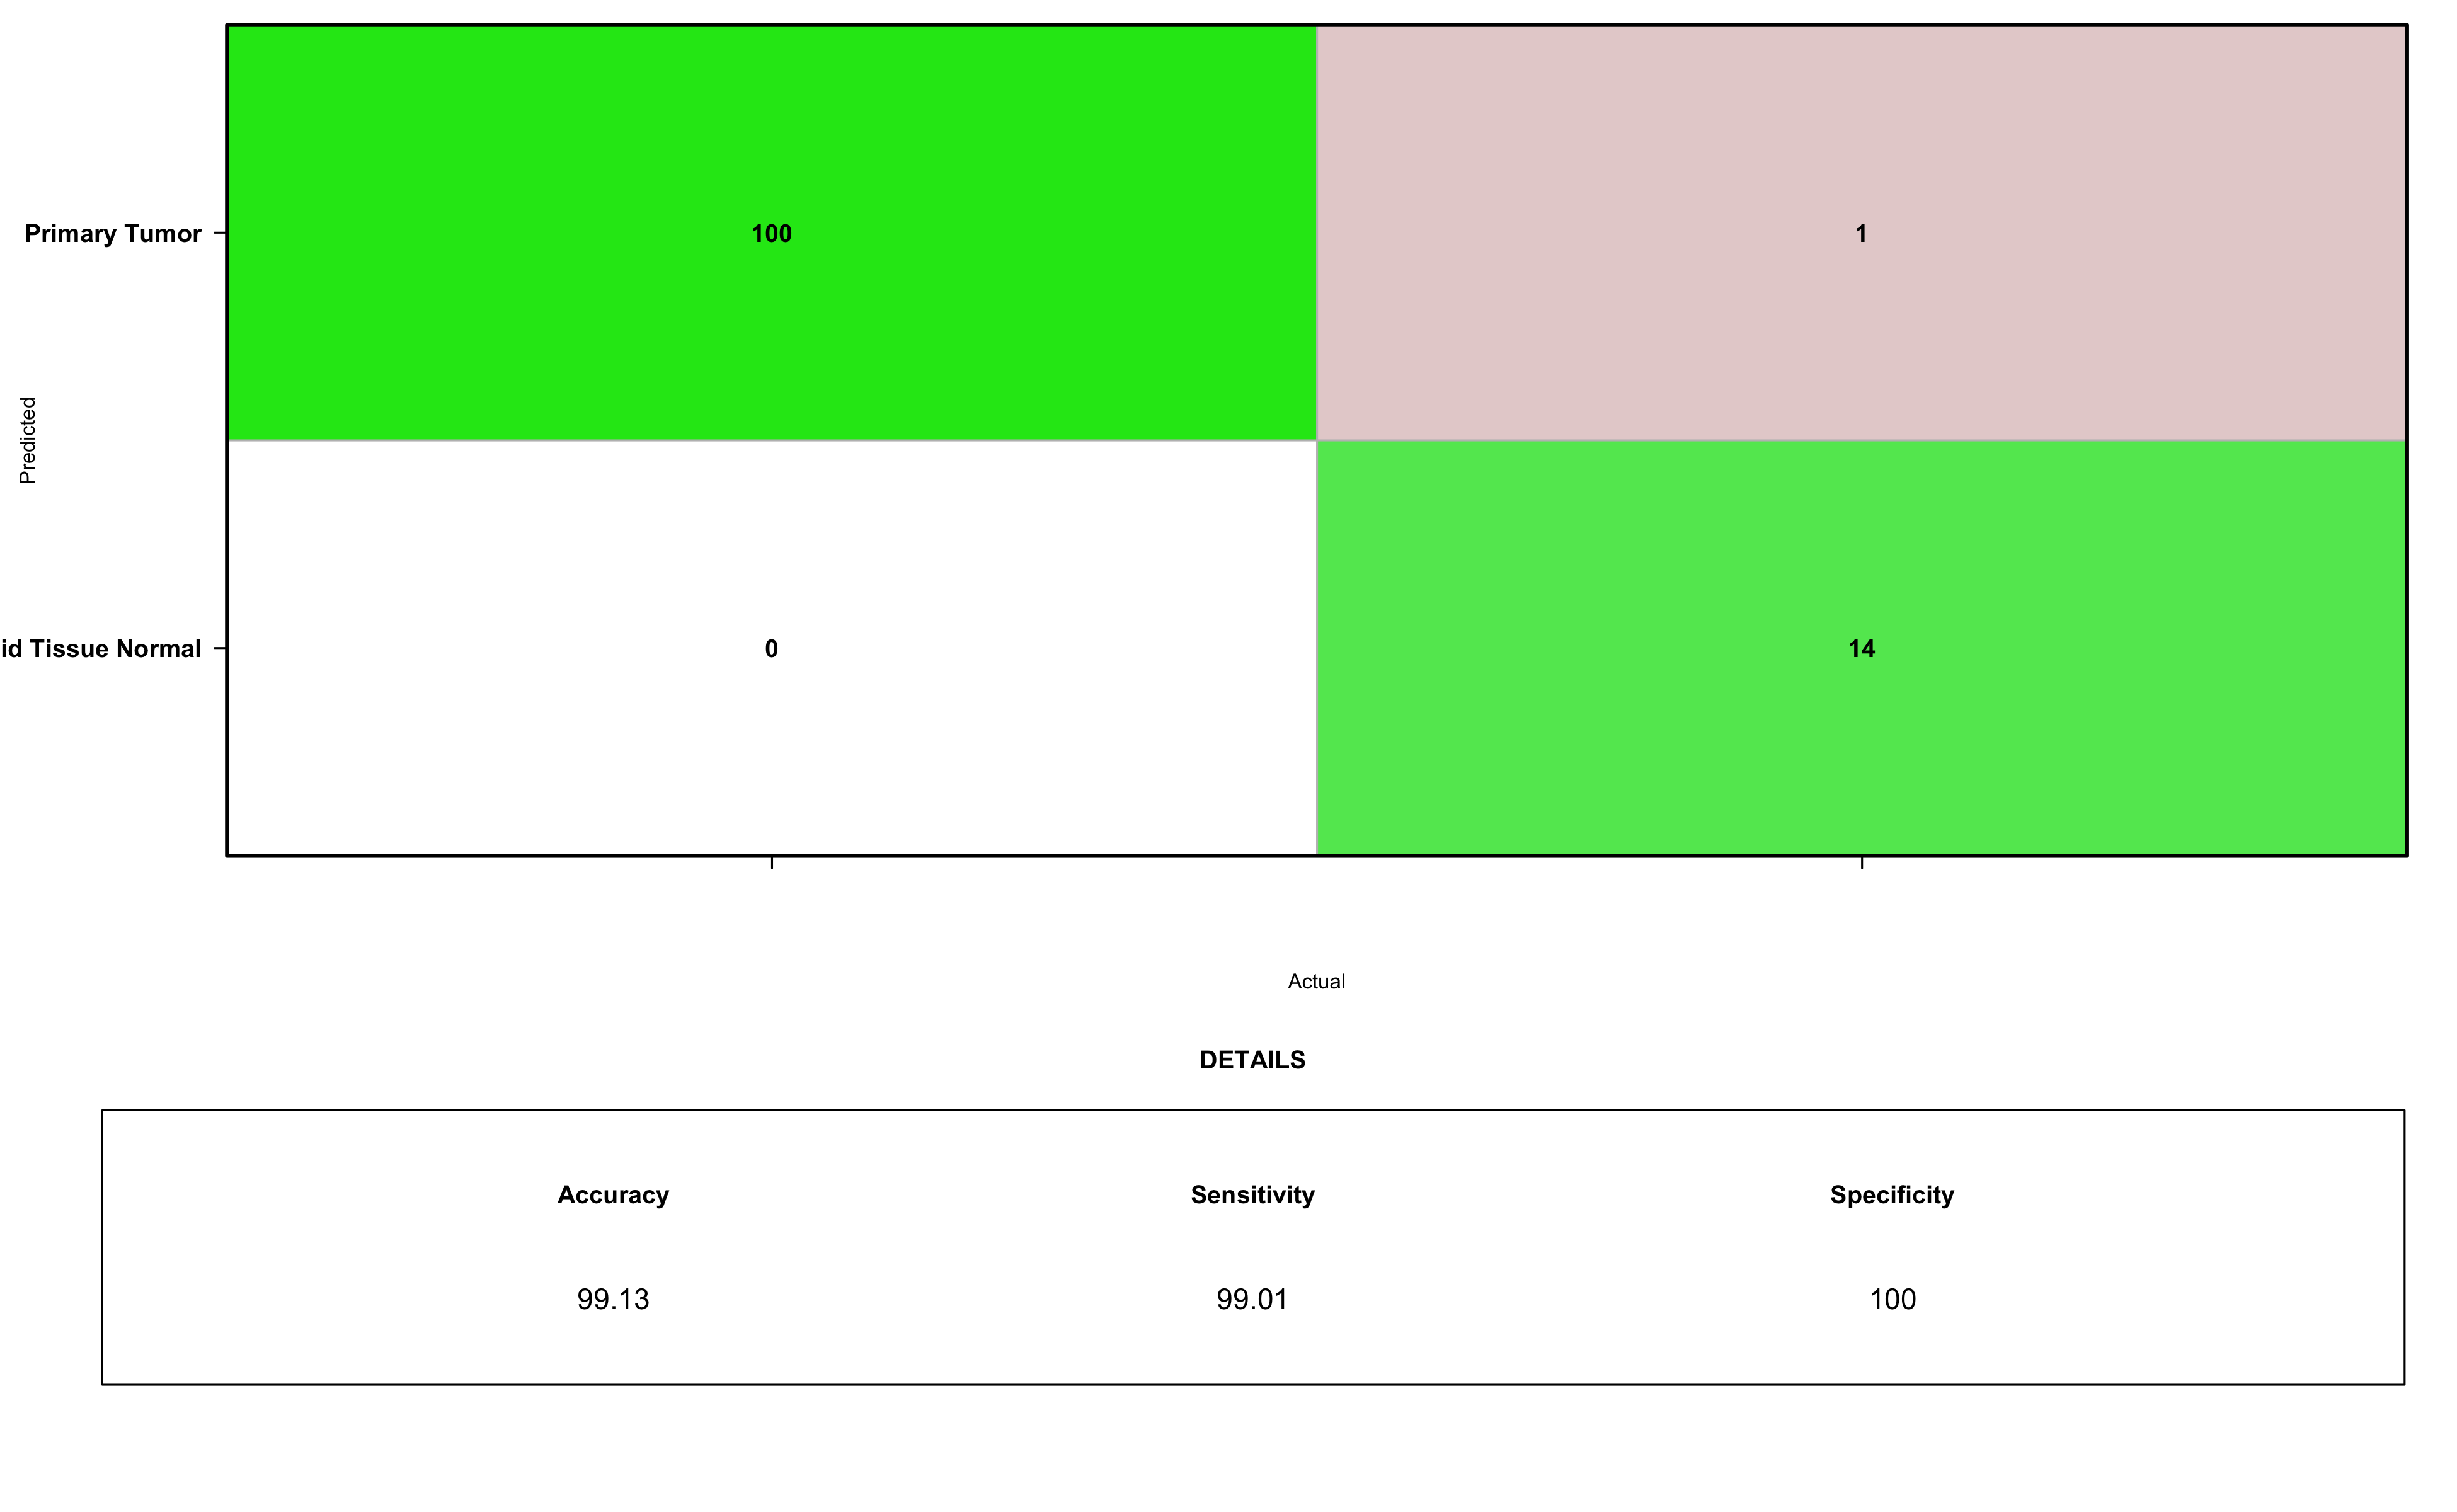 Primary Tumor
100
1
Predicted
id Tissue Normal
0
14
Actual
DETAILS
Accuracy Sensitivity Specificity
99.13 99.01 100